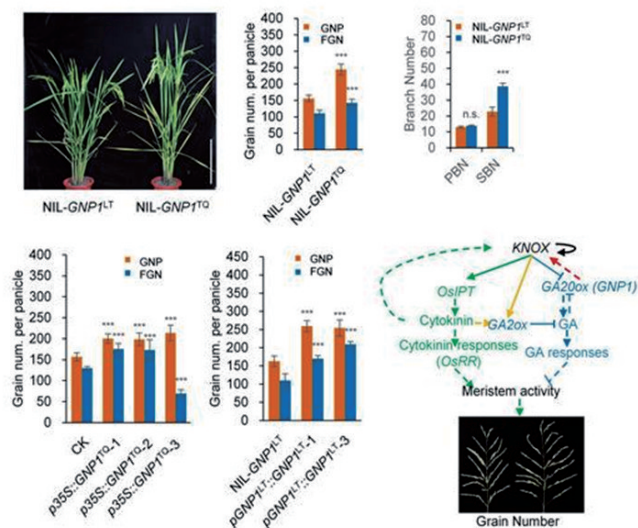 NIL-GNP1LT
NIL-GNP1TQ
Grain num. per panicle
400
350
300
250
200
150
100
50
0
GNP
FGN
***
***
NIL-GNP1LT
NIL-GNP1TQ
Branch Number
80
70
60
50
40
30
20
10
0
NIL-GNP1LT
NIL-GNP1TQ
n.s.
***
PBN
SBN
Grain num. per panicle
400
350
300
250
200
150
100
50
0
GNP
FGN
***
***
***
***
***
***
CK
p35S::GNP1TQ-1
p35S::GNP1TQ-2
p35S::GNP1TQ-3
Grain num. per panicle
450
400
350
300
250
200
150
100
50
0
GNP
FGN
***
***
***
***
NIL-GNP1LT
pGNP1LT::GNP1LT-1
pGNP1LT::GNP1LT-3
KNOX
OsIPT
GA20ox (GNP1)
Cytokinin
GA2ox
GA
Cytokinin responses
(OsRR)
GA responses
Meristem activity
Grain Number